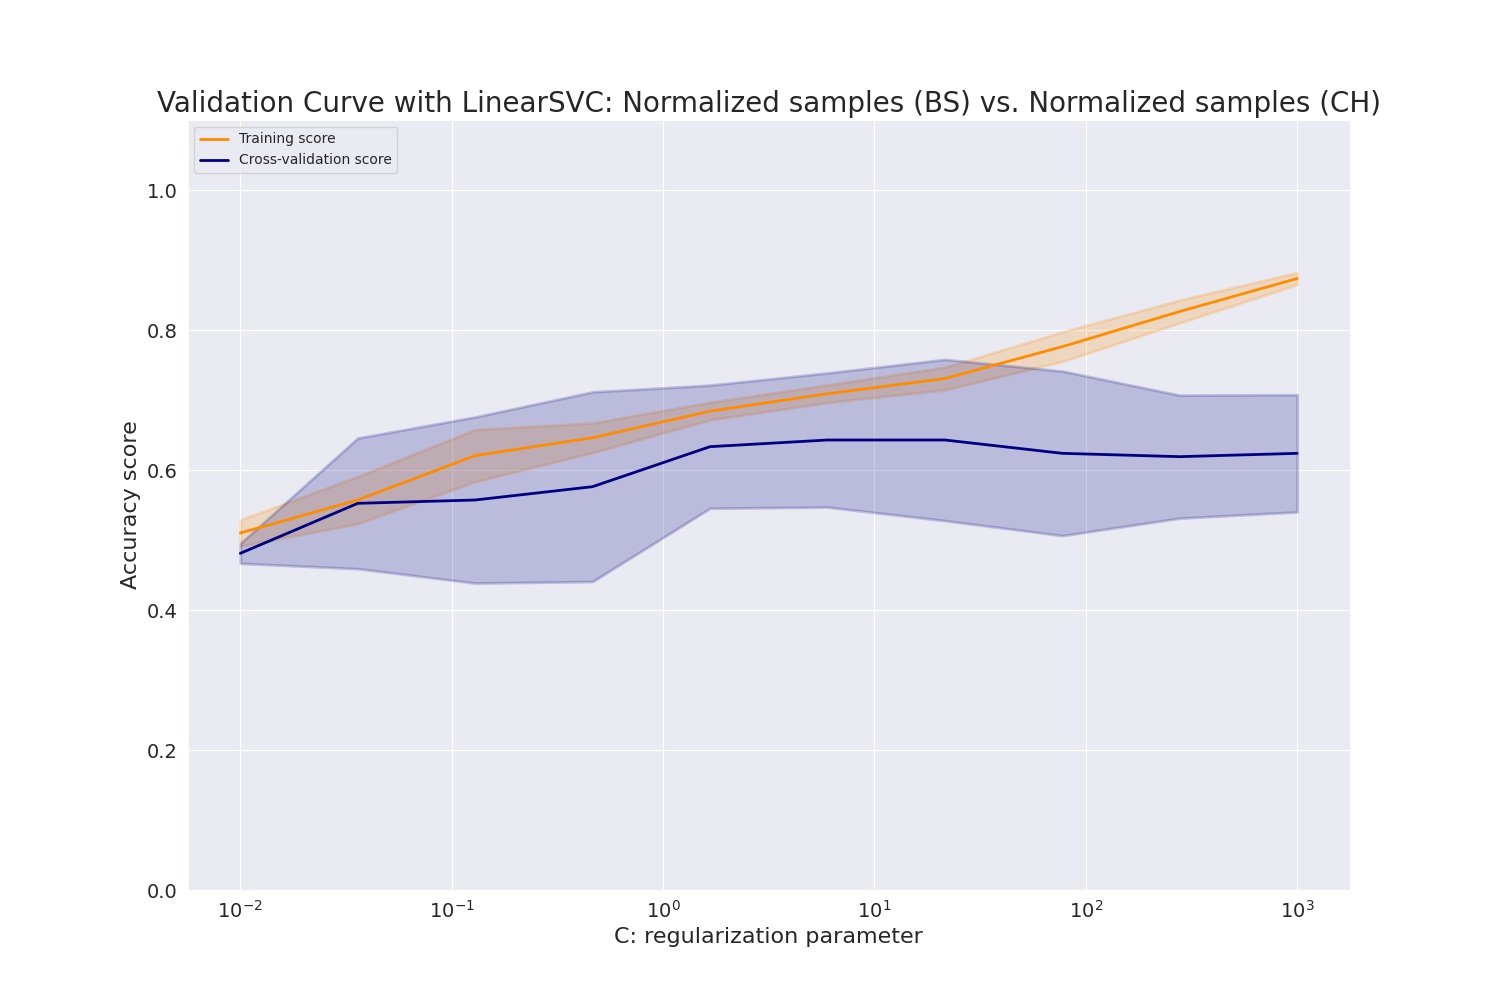 Validation Curve with LinearSVC: Normalized samples (BS) vs. Normalized samples (CH)
Training score
Cross-validation score
1.0
0.8
0.6
0.4
0.2
0.0
Accuracy score
10⁻² 10⁻¹ 10⁰ 10¹ 10² 10³
C: regularization parameter